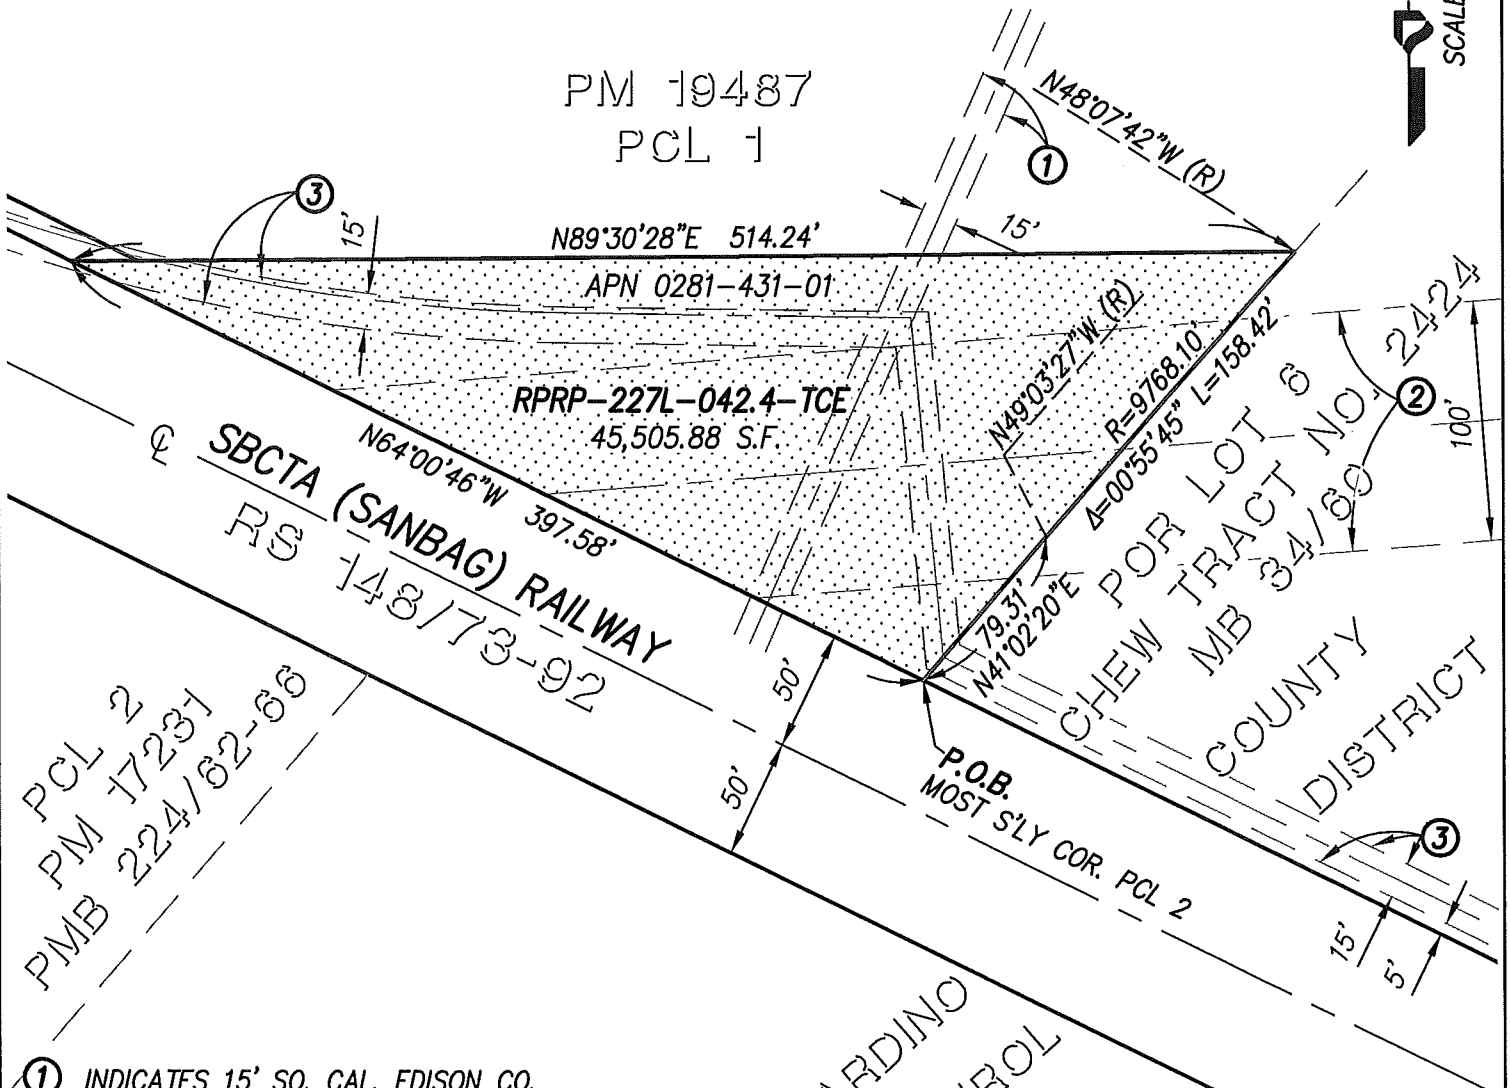 SCALE
PM 19487
PCL 1
N48°07'42"W (R)
1
3
15'
15'
N89°30'28"E 514.24'
APN 0281-431-01
N49°03'27"W (R)
R=9768.10'
Δ=00°55'45" L=158.42'
RPRP-227L-042.4-TCE
45,505.88 S.F.
2
100'
N64°00'46"W 397.58'
℄ SBCTA (SANBAG) RAILWAY
RS 148/73-92
79.31'
N41°02'20"E
POR LOT 6
CHEW TRACT NO. 2424
MB 34/69
COUNTY
DISTRICT
50'
50'
P.O.B.
MOST S'LY COR. PCL 2
PCL 2
PM 17231
PMB 224/62-66
3
15'
5'
ARDINO
ROL
1 INDICATES 15' SO. CAL. EDISON CO.